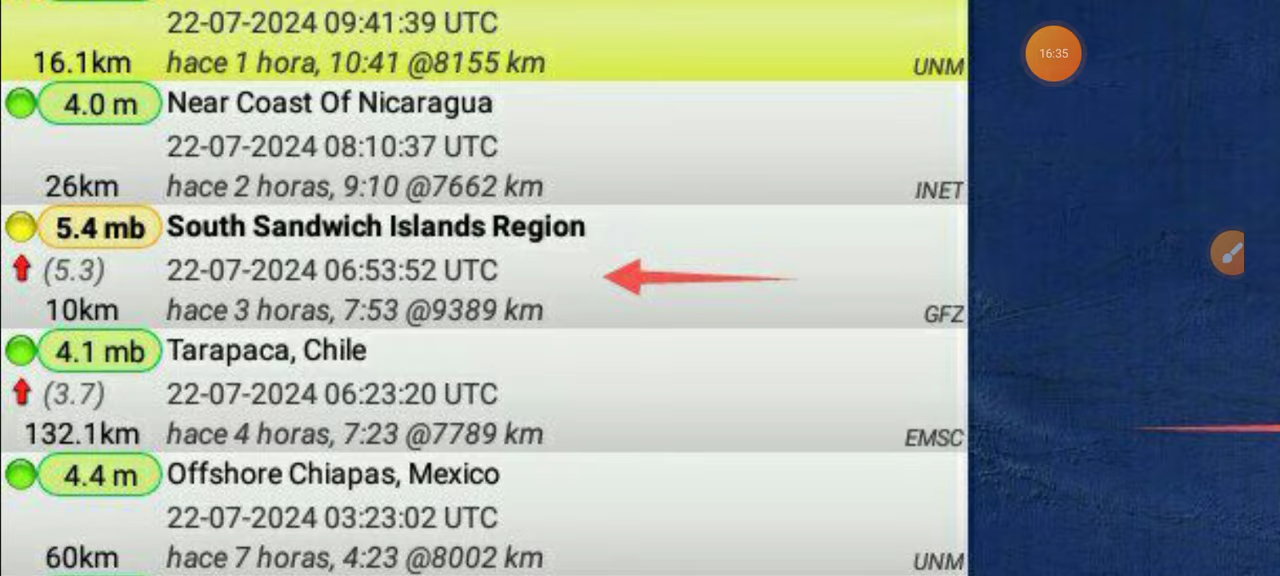 22-07-2024 09:41:39 UTC
16.1km hace 1 hora, 10:41 @8155 km UNM
4.0 m Near Coast Of Nicaragua
22-07-2024 08:10:37 UTC
26km hace 2 horas, 9:10 @7662 km INET
5.4 mb South Sandwich Islands Region
(5.3) 22-07-2024 06:53:52 UTC
10km hace 3 horas, 7:53 @9389 km GFZ
4.1 mb Tarapaca, Chile
(3.7) 22-07-2024 06:23:20 UTC
132.1km hace 4 horas, 7:23 @7789 km EMSC
4.4 m Offshore Chiapas, Mexico
22-07-2024 03:23:02 UTC
60km hace 7 horas, 4:23 @8002 km UNM
16:35